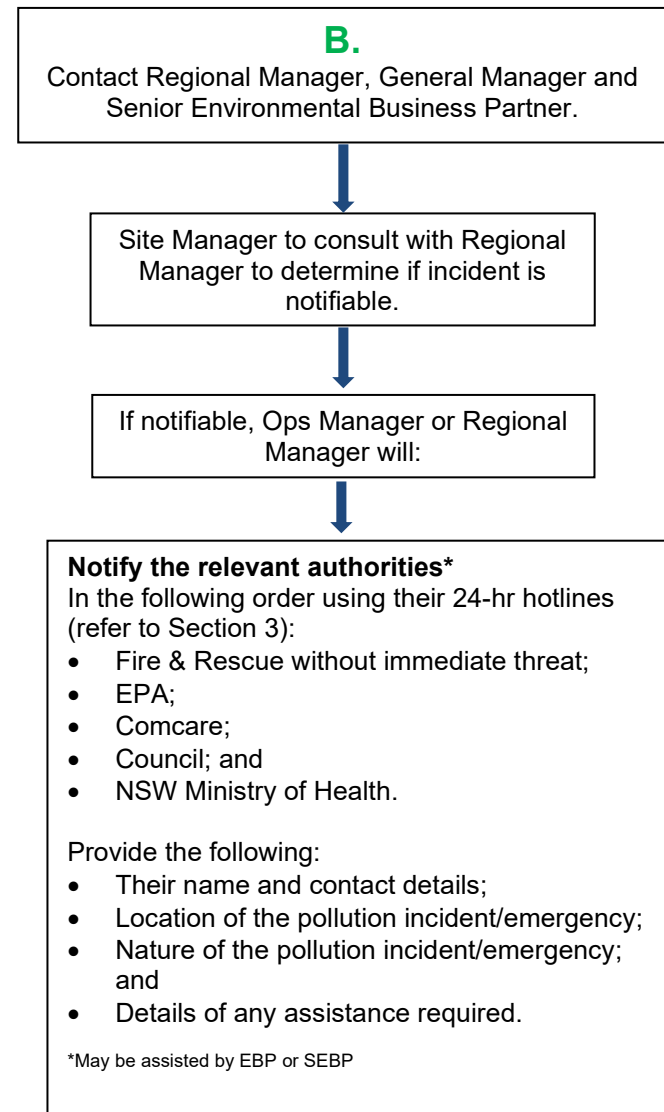 B.
Contact Regional Manager, General Manager and
Senior Environmental Business Partner.
Site Manager to consult with Regional
Manager to determine if incident is
notifiable.
If notifiable, Ops Manager or Regional
Manager will:
Notify the relevant authorities*
In the following order using their 24-hr hotlines
(refer to Section 3):
• Fire & Rescue without immediate threat;
• EPA;
• Comcare;
• Council; and
• NSW Ministry of Health.
Provide the following:
• Their name and contact details;
• Location of the pollution incident/emergency;
• Nature of the pollution incident/emergency;
and
• Details of any assistance required.
*May be assisted by EBP or SEBP